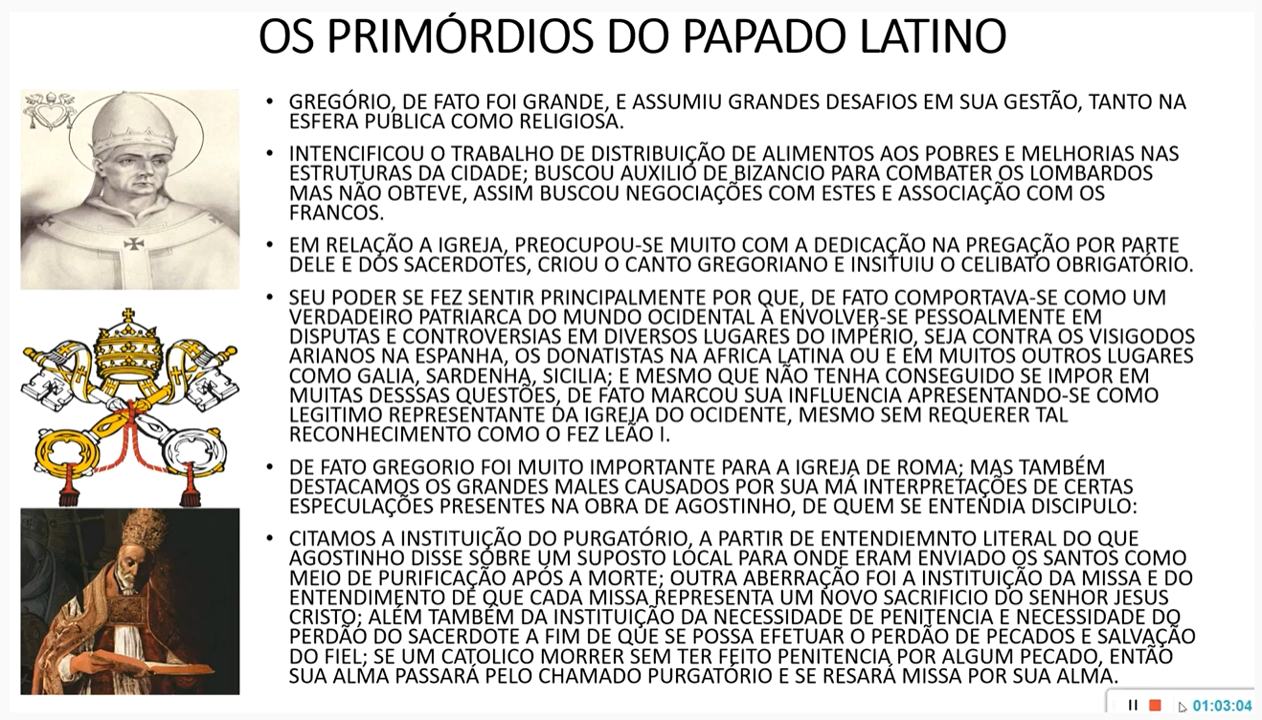 OS PRIMÓRDIOS DO PAPADO LATINO
• GREGÓRIO, DE FATO FOI GRANDE, E ASSUMIU GRANDES DESAFIOS EM SUA GESTÃO, TANTO NA
ESFERA PUBLICA COMO RELIGIOSA.
• INTENCIFICOU O TRABALHO DE DISTRIBUIÇÃO DE ALIMENTOS AOS POBRES E MELHORIAS NAS
ESTRUTURAS DA CIDADE; BUSCOU AUXILIO DE BIZANCIO PARA COMBATER OS LOMBARDOS
MAS NÃO OBTEVE, ASSIM BUSCOU NEGOCIAÇÕES COM ESTES E ASSOCIAÇÃO COM OS
FRANCOS.
• EM RELAÇÃO A IGREJA, PREOCUPOU-SE MUITO COM A DEDICAÇÃO NA PREGAÇÃO POR PARTE
DELE E DOS SACERDOTES, CRIOU O CANTO GREGORIANO E INSITUIU O CELIBATO OBRIGATÓRIO.
• SEU PODER SE FEZ SENTIR PRINCIPALMENTE POR QUE, DE FATO COMPORTAVA-SE COMO UM
VERDADEIRO PATRIARCA DO MUNDO OCIDENTAL À ENVOLVER-SE PESSOALMENTE EM
DISPUTAS E CONTROVERSIAS EM DIVERSOS LUGARES DO IMPÉRIO, SEJA CONTRA OS VISIGODOS
ARIANOS NA ESPANHA, OS DONATISTAS NA AFRICA LATINA OU E EM MUITOS OUTROS LUGARES
COMO GALIA, SARDENHA, SICILIA; E MESMO QUE NÃO TENHA CONSEGUIDO SE IMPOR EM
MUITAS DESSSAS QUESTÕES, DE FATO MARCOU SUA INFLUENCIA APRESENTANDO-SE COMO
LEGITIMO REPRESENTANTE DA IGREJA DO OCIDENTE, MESMO SEM REQUERER TAL
RECONHECIMENTO COMO O FEZ LEÃO I.
• DE FATO GREGORIO FOI MUITO IMPORTANTE PARA A IGREJA DE ROMA; MAS TAMBÉM
DESTACAMOS OS GRANDES MALES CAUSADOS POR SUA MÁ INTERPRETAÇÕES DE CERTAS
ESPECULAÇÕES PRESENTES NA OBRA DE AGOSTINHO, DE QUEM SE ENTENDIA DISCIPULO:
• CITAMOS A INSTITUIÇÃO DO PURGATÓRIO, A PARTIR DE ENTENDIEMNTO LITERAL DO QUE
AGOSTINHO DISSE SOBRE UM SUPOSTO LOCAL PARA ONDE ERAM ENVIADO OS SANTOS COMO
MEIO DE PURIFICAÇÃO APÓS A MORTE; OUTRA ABERRAÇÃO FOI A INSTITUIÇÃO DA MISSA E DO
ENTENDIMENTO DE QUE CADA MISSA REPRESENTA UM NOVO SACRIFICIO DO SENHOR JESUS
CRISTO; ALÉM TAMBÉM DA INSTITUIÇÃO DA NECESSIDADE DE PENITENCIA E NECESSIDADE DO
PERDÃO DO SACERDOTE A FIM DE QUE SE POSSA EFETUAR O PERDÃO DE PECADOS E SALVAÇÃO
DO FIEL; SE UM CATOLICO MORRER SEM TER FEITO PENITENCIA POR ALGUM PECADO, ENTÃO
SUA ALMA PASSARÁ PELO CHAMADO PURGATÓRIO E SE RESARÁ MISSA POR SUA ALMA.
01:03:04